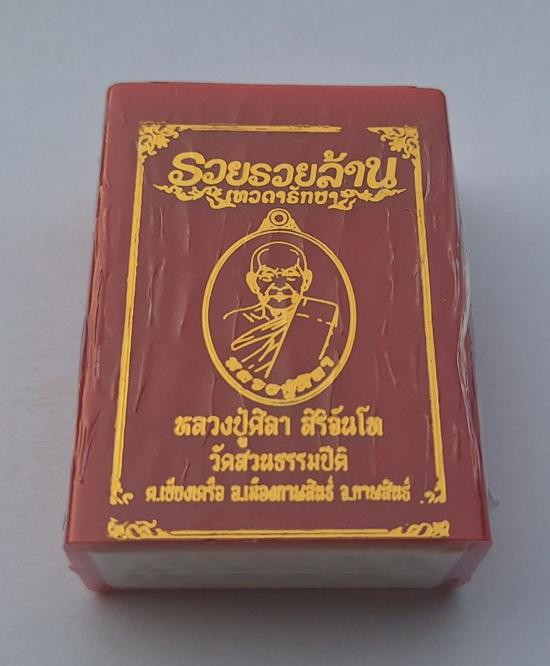 รวยรวยล้าน
เทวดารักษา
หลวงปู่ศิลา
หลวงปู่ศิลา สิริจันโท
วัดสวนธรรมปีติ
ต.เชียงเครือ อ.เมืองกาฬสินธุ์ จ.กาฬสินธุ์